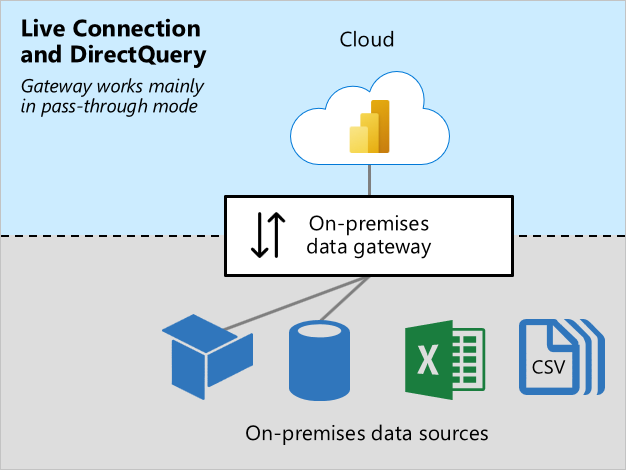 Live Connection
and DirectQuery
Gateway works mainly
in pass-through mode
Cloud
On-premises
data gateway
X
CSV
On-premises data sources